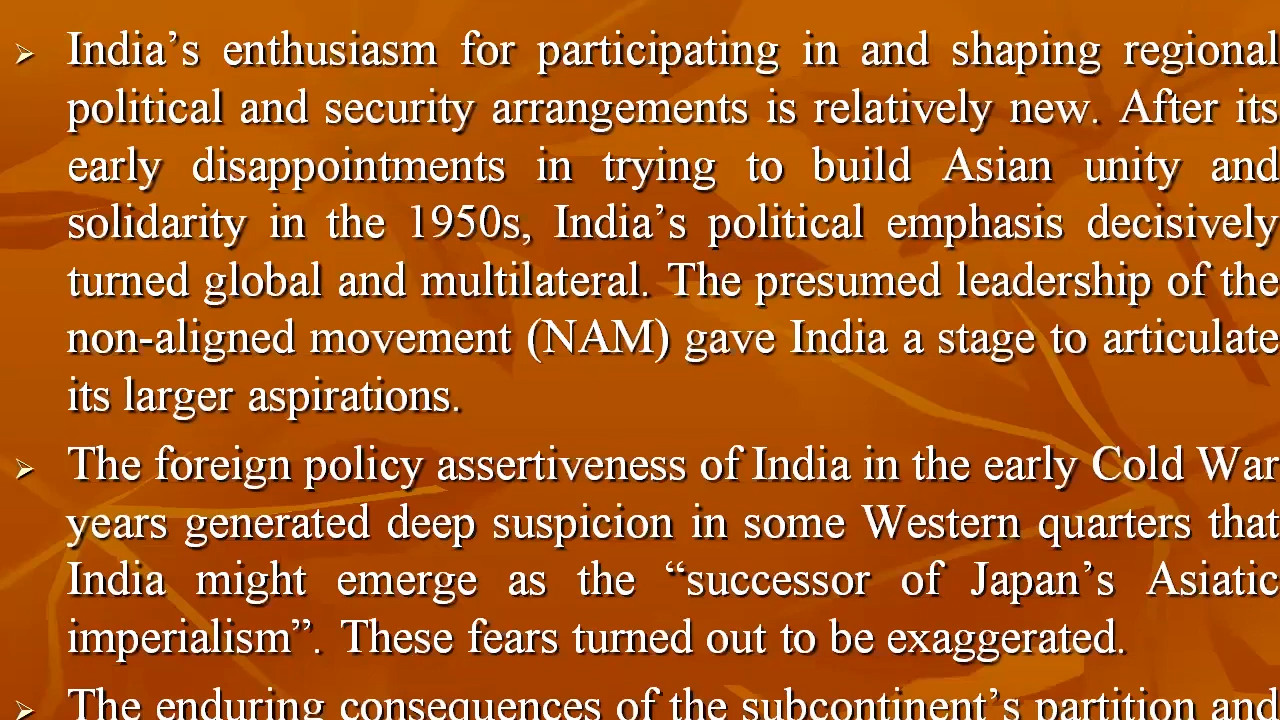 ➢ India’s enthusiasm for participating in and shaping regional
political and security arrangements is relatively new. After its
early disappointments in trying to build Asian unity and
solidarity in the 1950s, India’s political emphasis decisively
turned global and multilateral. The presumed leadership of the
non-aligned movement (NAM) gave India a stage to articulate
its larger aspirations.
➢ The foreign policy assertiveness of India in the early Cold War
years generated deep suspicion in some Western quarters that
India might emerge as the “successor of Japan’s Asiatic
imperialism”. These fears turned out to be exaggerated.
➢ The enduring consequences of the subcontinent’s partition and